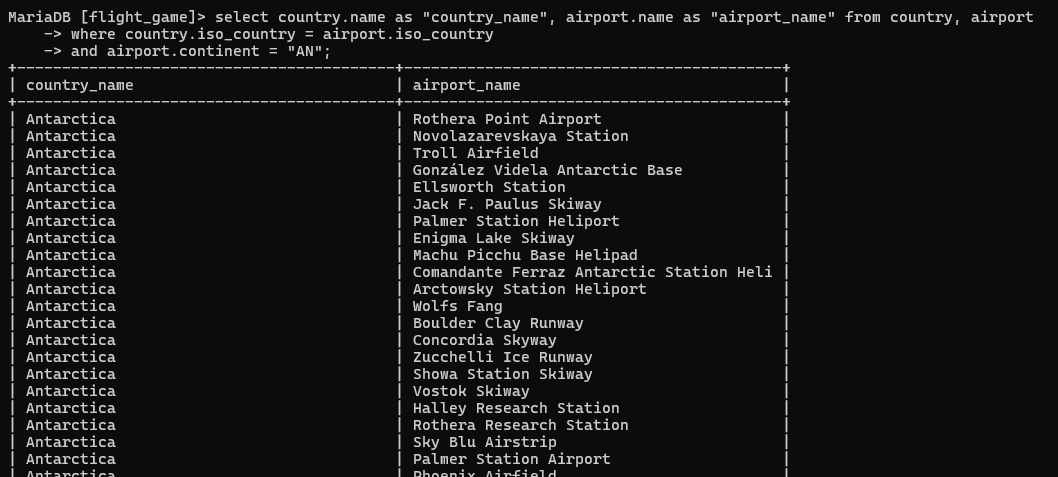 MariaDB [flight_game]> select country.name as "country_name", airport.name as "airport_name" from country, airport
    -> where country.iso_country = airport.iso_country
    -> and airport.continent = "AN";
+------------------------------------------+------------------------------------------+
| country_name                             | airport_name                             |
+------------------------------------------+------------------------------------------+
| Antarctica                               | Rothera Point Airport                    |
| Antarctica                               | Novolazarevskaya Station                 |
| Antarctica                               | Troll Airfield                           |
| Antarctica                               | González Videla Antarctic Base           |
| Antarctica                               | Ellsworth Station                        |
| Antarctica                               | Jack F. Paulus Skiway                    |
| Antarctica                               | Palmer Station Heliport                  |
| Antarctica                               | Enigma Lake Skiway                       |
| Antarctica                               | Machu Picchu Base Helipad                |
| Antarctica                               | Comandante Ferraz Antarctic Station Heli |
| Antarctica                               | Arctowsky Station Heliport               |
| Antarctica                               | Wolfs Fang                               |
| Antarctica                               | Boulder Clay Runway                      |
| Antarctica                               | Concordia Skyway                         |
| Antarctica                               | Zucchelli Ice Runway                     |
| Antarctica                               | Showa Station Skiway                     |
| Antarctica                               | Vostok Skiway                            |
| Antarctica                               | Halley Research Station                  |
| Antarctica                               | Rothera Research Station                 |
| Antarctica                               | Sky Blu Airstrip                         |
| Antarctica                               | Palmer Station Airport                   |
| Antarctica                               | Phoenix Airfield                         |